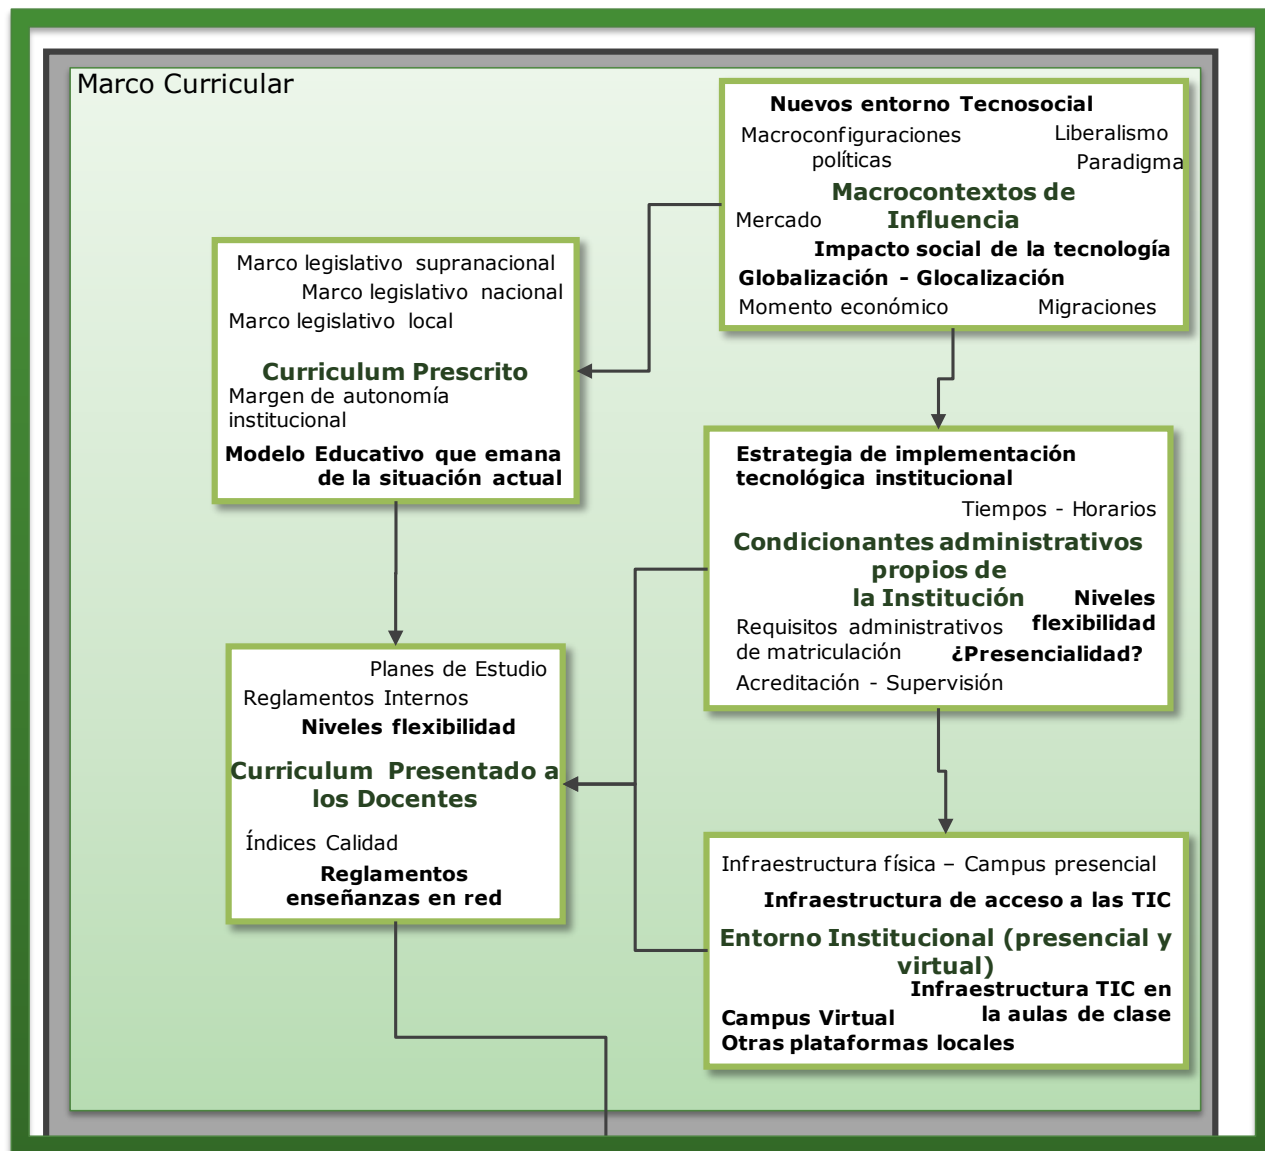 Marco Curricular
Nuevos entorno Tecnosocial
Macroconfiguraciones
políticas
Liberalismo
Paradigma
Macrocontextos de
Influencia
Mercado
Impacto social de la tecnología
Globalización - Glocalización
Momento económico
Migraciones
Marco legislativo supranacional
Marco legislativo nacional
Marco legislativo local
Curriculum Prescrito
Margen de autonomía
institucional
Modelo Educativo que emana
de la situación actual
Estrategia de implementación
tecnológica institucional
Tiempos - Horarios
Condicionantes administrativos
propios de
la Institución
Niveles
flexibilidad
Requisitos administrativos
de matriculación
¿Presencialidad?
Acreditación - Supervisión
Planes de Estudio
Reglamentos Internos
Niveles flexibilidad
Curriculum Presentado a
los Docentes
Índices Calidad
Reglamentos
enseñanzas en red
Infraestructura física – Campus presencial
Infraestructura de acceso a las TIC
Entorno Institucional (presencial y
virtual)
Infraestructura TIC en
la aulas de clase
Campus Virtual
Otras plataformas locales